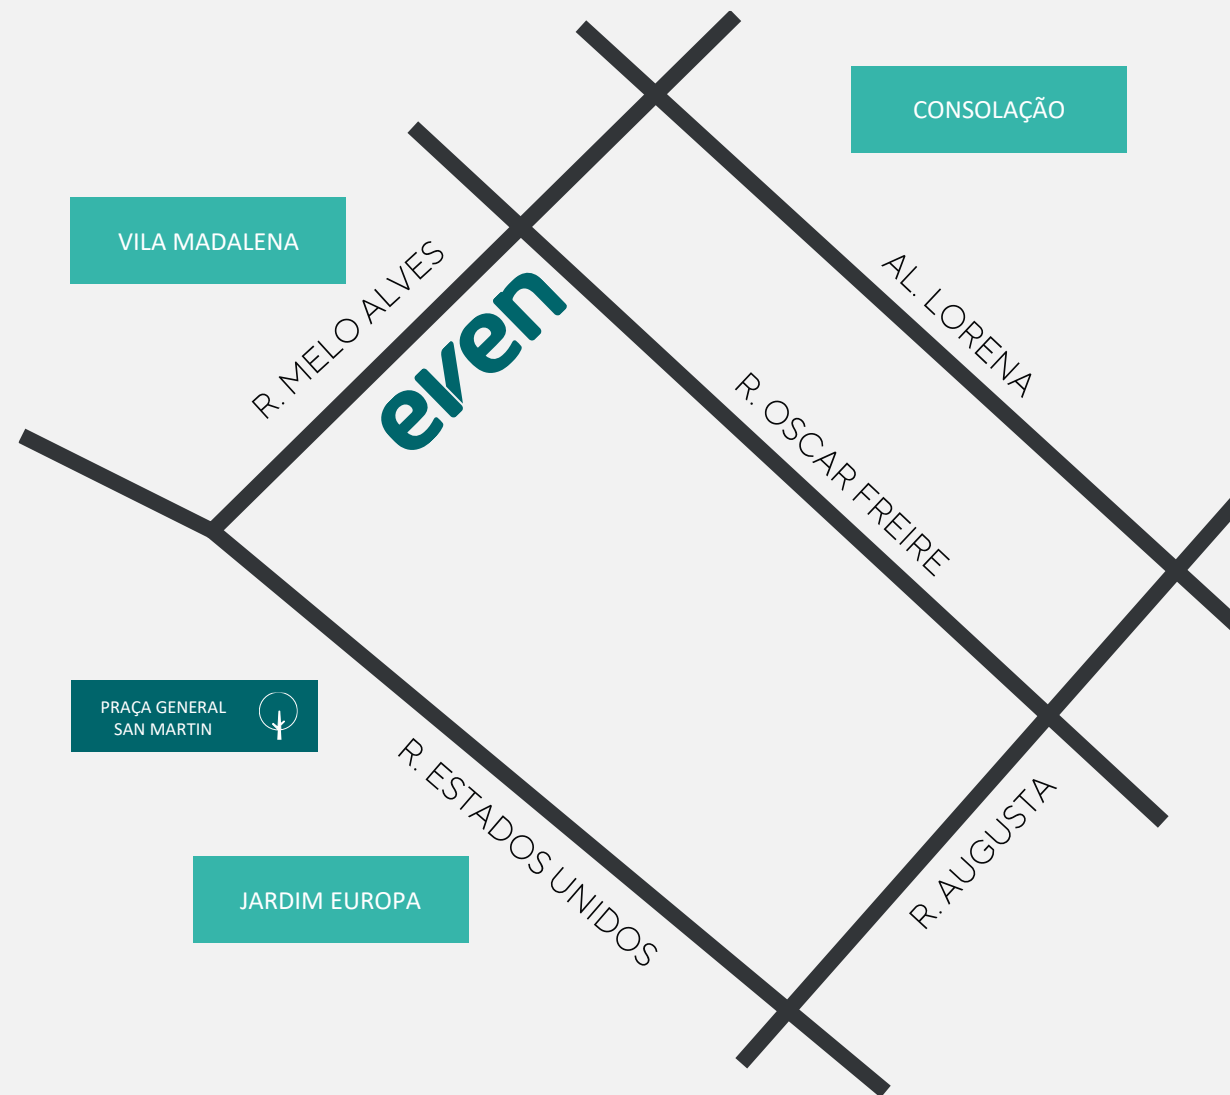 CONSOLAÇÃO
VILA MADALENA
R. MELO ALVES
even
AL. LORENA
R. OSCAR FREIRE
PRAÇA GENERAL
SAN MARTIN
R. ESTADOS UNIDOS
R. AUGUSTA
JARDIM EUROPA